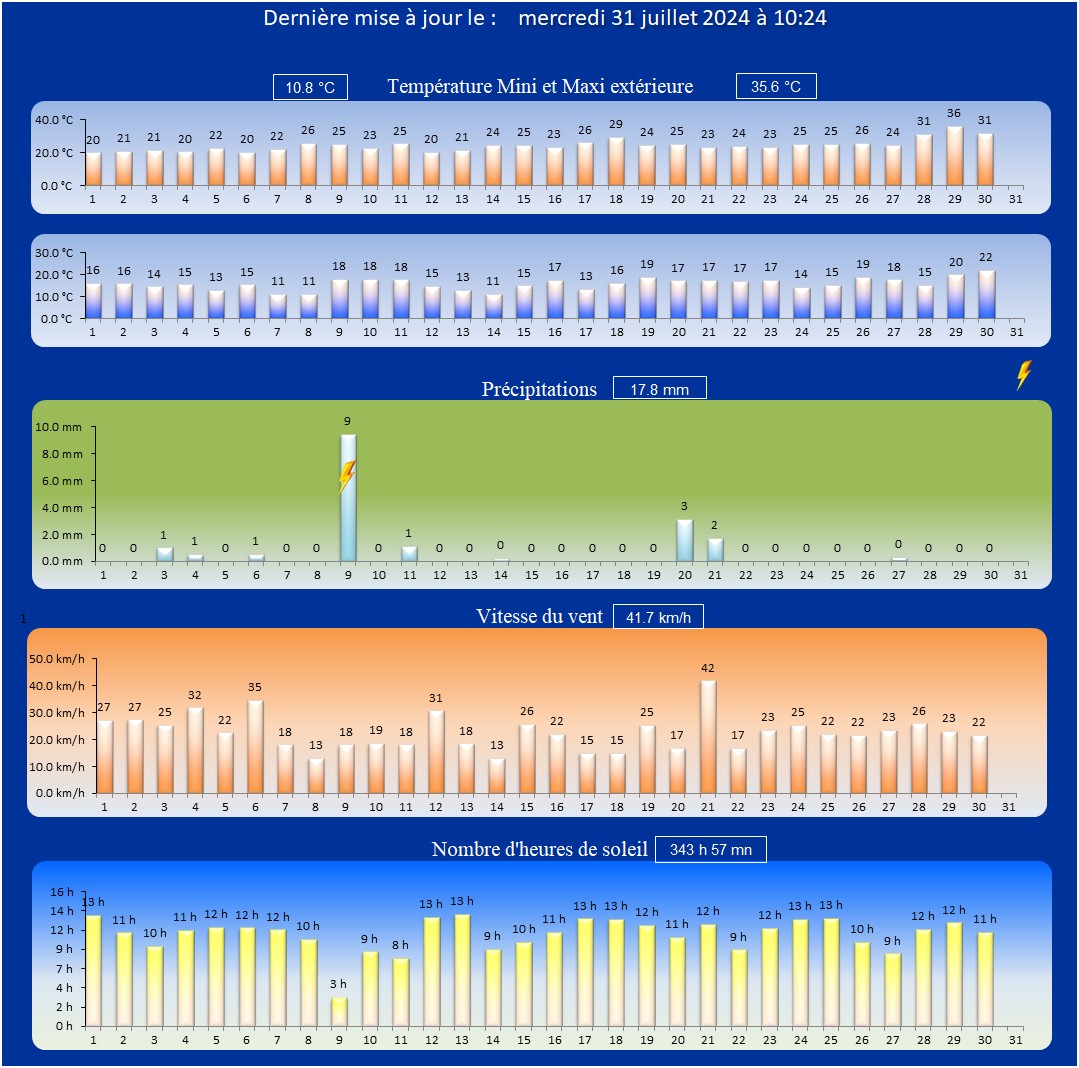 Dernière mise à jour le : mercredi 31 juillet 2024 à 10:24
10.8 °C Température Mini et Maxi extérieure 35.6 °C
40.0 °C
20.0 °C
0.0 °C
20 21 21 20 22 20 22 26 25 23 25 20 21 24 25 23 26 29 24 25 23 24 23 25 25 26 24 31 36 31
1 2 3 4 5 6 7 8 9 10 11 12 13 14 15 16 17 18 19 20 21 22 23 24 25 26 27 28 29 30 31
30.0 °C
20.0 °C
10.0 °C
0.0 °C
16 16 14 15 13 15 11 11 18 18 18 15 13 11 15 17 13 16 19 17 17 17 17 14 15 19 18 15 20 22
1 2 3 4 5 6 7 8 9 10 11 12 13 14 15 16 17 18 19 20 21 22 23 24 25 26 27 28 29 30 31
Précipitations 17.8 mm
10.0 mm
8.0 mm
6.0 mm
4.0 mm
2.0 mm
0.0 mm
0 0 1 1 0 1 0 0 9 0 1 0 0 0 0 0 0 0 0 3 2 0 0 0 0 0 0 0 0 0
1 2 3 4 5 6 7 8 9 10 11 12 13 14 15 16 17 18 19 20 21 22 23 24 25 26 27 28 29 30 31
1 Vitesse du vent 41.7 km/h
50.0 km/h
40.0 km/h
30.0 km/h
20.0 km/h
10.0 km/h
0.0 km/h
27 27 25 32 22 35 18 13 18 19 18 31 18 13 26 22 15 15 25 17 42 17 23 25 22 22 23 26 23 22
1 2 3 4 5 6 7 8 9 10 11 12 13 14 15 16 17 18 19 20 21 22 23 24 25 26 27 28 29 30 31
Nombre d'heures de soleil 343 h 57 mn
16 h
14 h
12 h
9 h
7 h
4 h
2 h
0 h
13 h 11 h 10 h 11 h 12 h 12 h 12 h 10 h 3 h 9 h 8 h 13 h 13 h 9 h 10 h 11 h 13 h 13 h 12 h 11 h 12 h 9 h 12 h 13 h 13 h 10 h 9 h 12 h 12 h 11 h
1 2 3 4 5 6 7 8 9 10 11 12 13 14 15 16 17 18 19 20 21 22 23 24 25 26 27 28 29 30 31